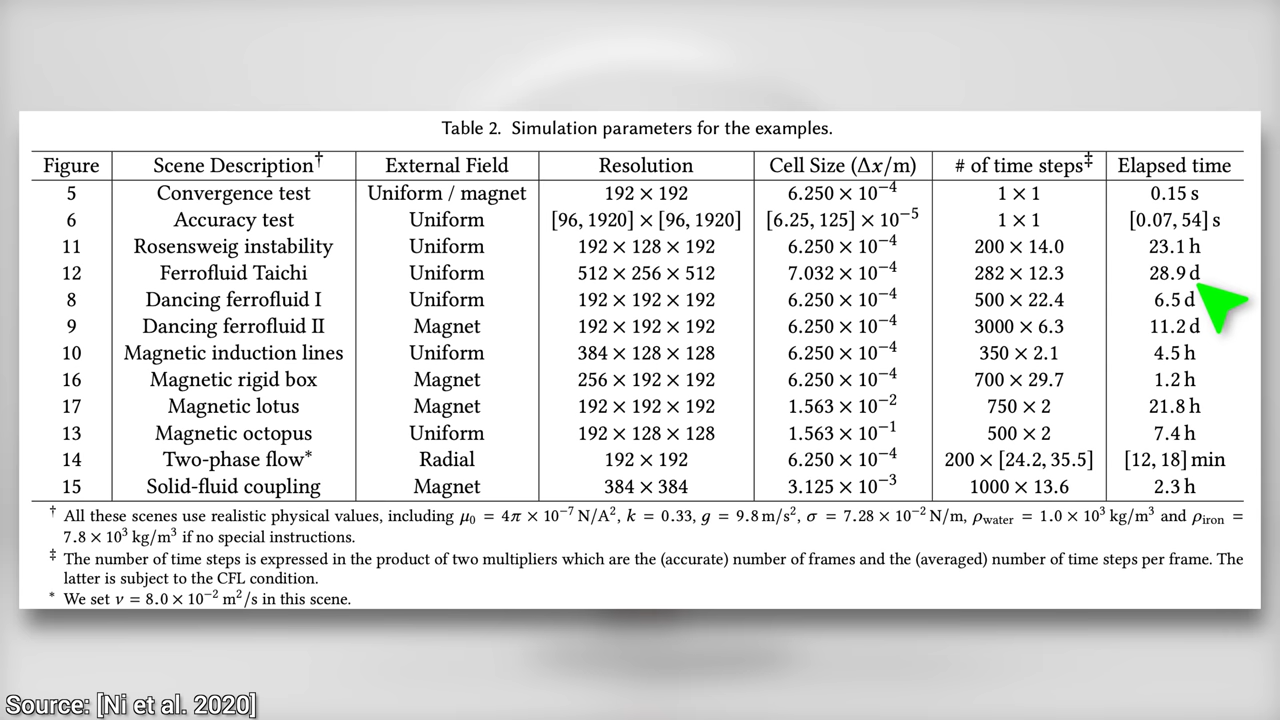 Table 2. Simulation parameters for the examples.
Figure Scene Description† External Field Resolution Cell Size (Δx/m) # of time steps‡ Elapsed time
5 Convergence test Uniform / magnet 192 × 192 6.250 × 10⁻⁴ 1 × 1 0.15 s
6 Accuracy test Uniform [96, 1920] × [96, 1920] [6.25, 125] × 10⁻⁵ 1 × 1 [0.07, 54] s
11 Rosensweig instability Uniform 192 × 128 × 192 6.250 × 10⁻⁴ 200 × 14.0 23.1 h
12 Ferrofluid Taichi Uniform 512 × 256 × 512 7.032 × 10⁻⁴ 282 × 12.3 28.9 d
8 Dancing ferrofluid I Uniform 192 × 192 × 192 6.250 × 10⁻⁴ 500 × 22.4 6.5 d
9 Dancing ferrofluid II Magnet 192 × 192 × 192 6.250 × 10⁻⁴ 3000 × 6.3 11.2 d
10 Magnetic induction lines Uniform 384 × 128 × 128 6.250 × 10⁻⁴ 350 × 2.1 4.5 h
16 Magnetic rigid box Magnet 256 × 192 × 192 6.250 × 10⁻⁴ 700 × 29.7 1.2 h
17 Magnetic lotus Magnet 192 × 192 × 192 1.563 × 10⁻² 750 × 2 21.8 h
13 Magnetic octopus Uniform 192 × 128 × 128 1.563 × 10⁻¹ 500 × 2 7.4 h
14 Two-phase flow* Radial 192 × 192 6.250 × 10⁻⁴ 200 × [24.2, 35.5] [12, 18] min
15 Solid-fluid coupling Magnet 384 × 384 3.125 × 10⁻³ 1000 × 13.6 2.3 h
† All these scenes use realistic physical values, including μ₀ = 4π × 10⁻⁷ N/A², k = 0.33, g = 9.8 m/s², σ = 7.28 × 10⁻² N/m, ρwater = 1.0 × 10³ kg/m³ and ρiron =
7.8 × 10³ kg/m³ if no special instructions.
‡ The number of time steps is expressed in the product of two multipliers which are the (accurate) number of frames and the (averaged) number of time steps per frame. The
latter is subject to the CFL condition.
* We set ν = 8.0 × 10⁻² m²/s in this scene.
Source: [Ni et al. 2020]